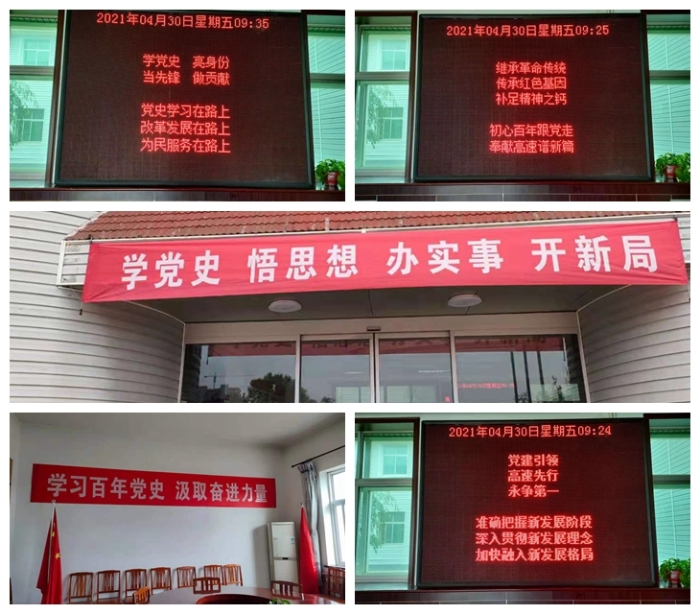 2021年04月30日星期五09:35
学党史 亮身份
当先锋 做贡献
党史学习在路上
改革发展在路上
为民服务在路上
2021年04月30日星期五09:25
继承革命传统
传承红色基因
补足精神之钙
初心百年跟党走
奉献高速谱新篇
学党史 悟思想 办实事 开新局
学习百年党史 汲取奋进力量
2021年04月30日星期五09:24
党建引领
高速先行
永争第一
准确把握新发展阶段
深入贯彻新发展理念
加快融入新发展格局